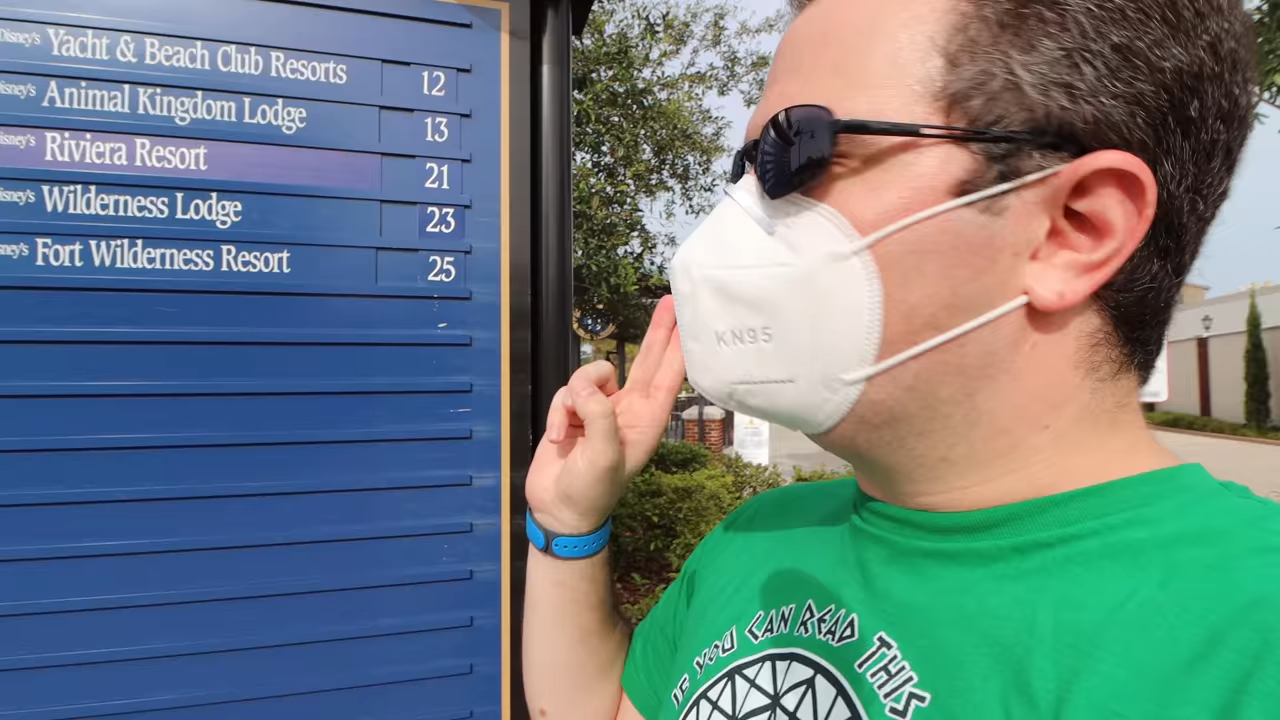 Disney's Yacht & Beach Club Resorts 12
Disney's Animal Kingdom Lodge 13
Disney's Riviera Resort 21
Disney's Wilderness Lodge 23
Disney's Fort Wilderness Resort 25
KN95
IF YOU CAN READ THIS